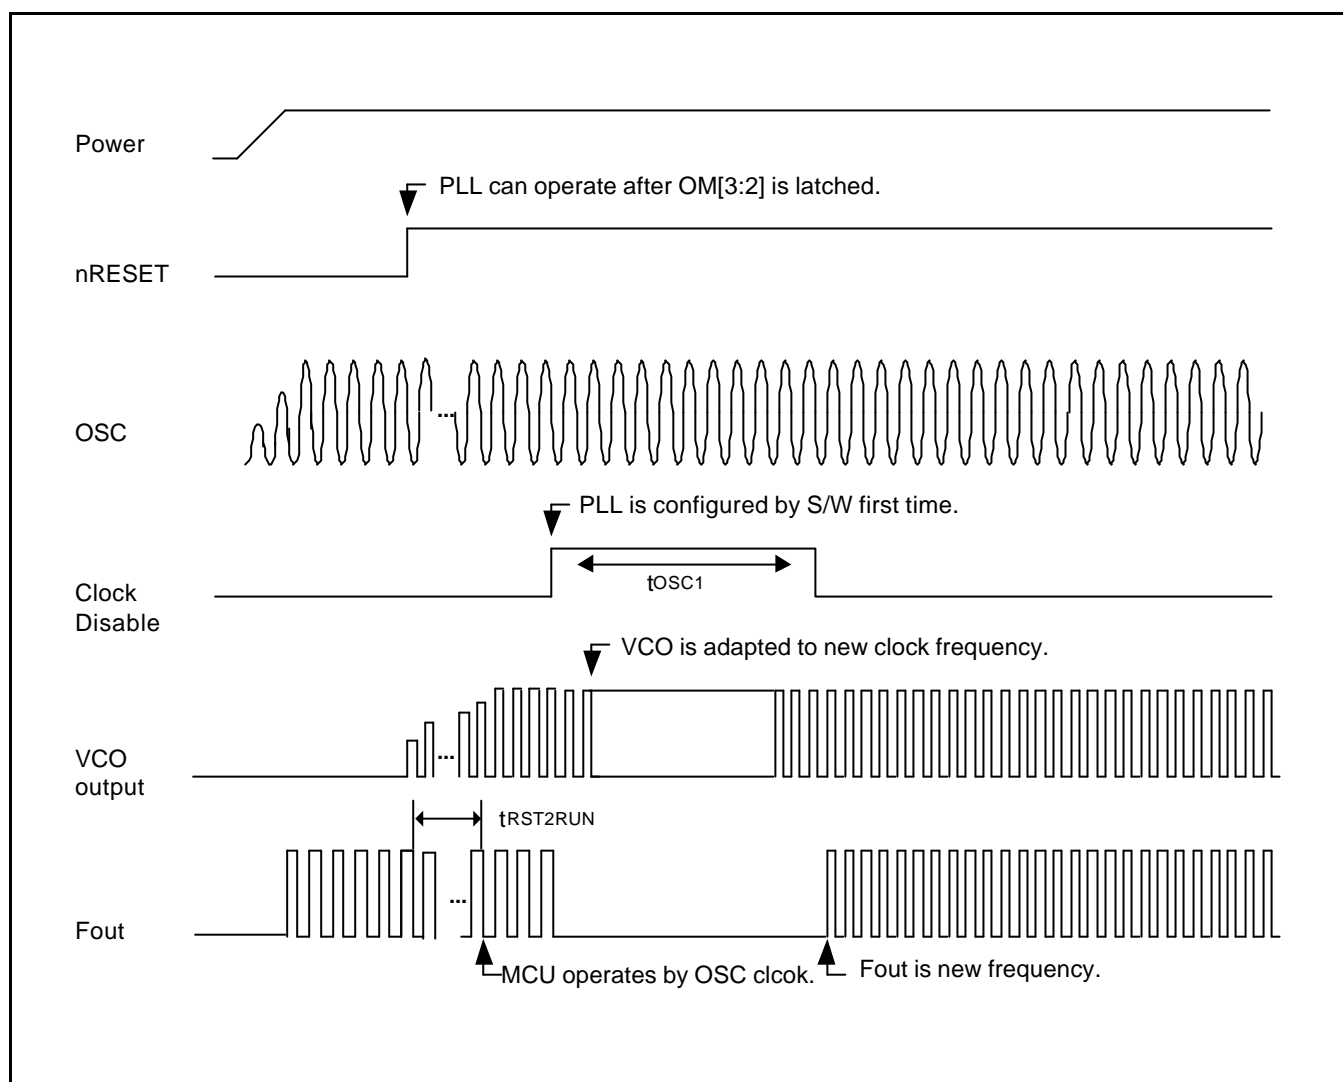 Power
PLL can operate after OM[3:2] is latched.
nRESET
...
OSC
PLL is configured by S/W first time.
tOSC1
Clock
Disable
VCO is adapted to new clock frequency.
...
VCO
output
tRST2RUN
...
Fout
MCU operates by OSC clcok.
Fout is new frequency.